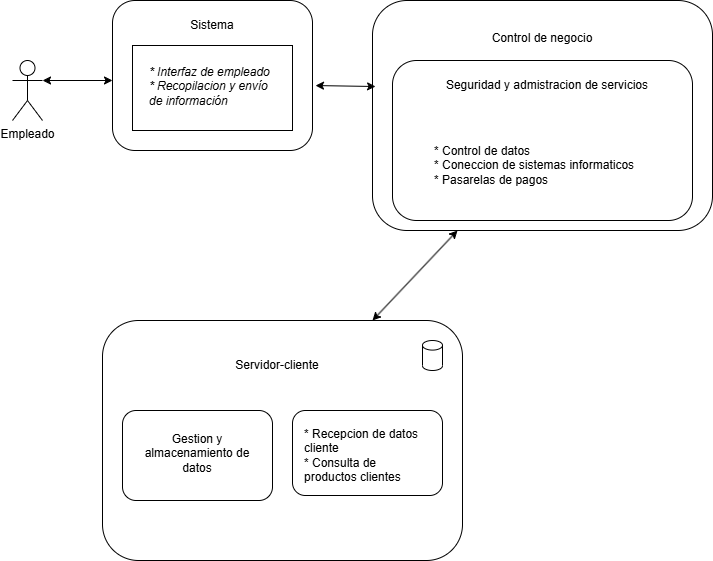 Sistema
* Interfaz de empleado
* Recopilacion y envío
de información
Empleado
Control de negocio
Seguridad y admistracion de servicios
* Control de datos
* Coneccion de sistemas informaticos
* Pasarelas de pagos
Servidor-cliente
Gestion y
almacenamiento de
datos
* Recepcion de datos
cliente
* Consulta de
productos clientes